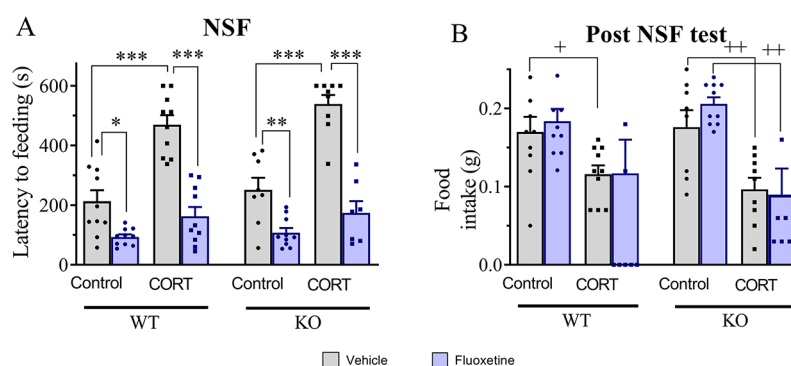 A
NSF
Latency to feeding (s)
600
400
200
0
***
***
***
***
*
**
Control
CORT
Control
CORT
WT
KO
B
Post NSF test
Food
intake (g)
0.2
0.1
0.0
+
++
++
Control
CORT
Control
CORT
WT
KO
Vehicle
Fluoxetine